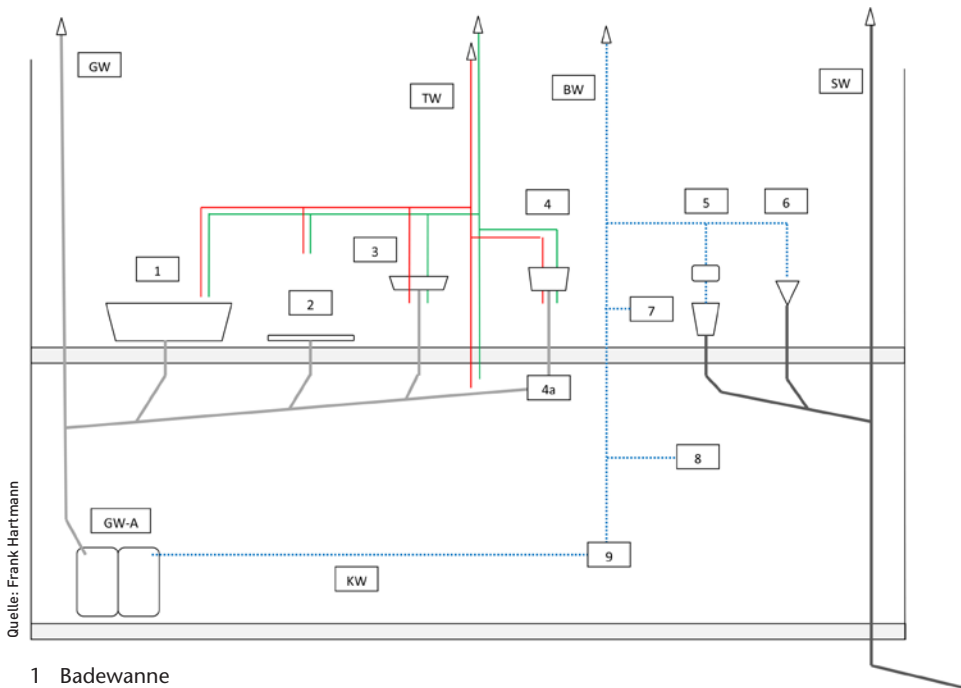 GW
TW
BW
SW
4
5
6
3
1
2
7
4a
8
GW-A
9
KW
Quelle: Frank Hartmann
1 Badewanne